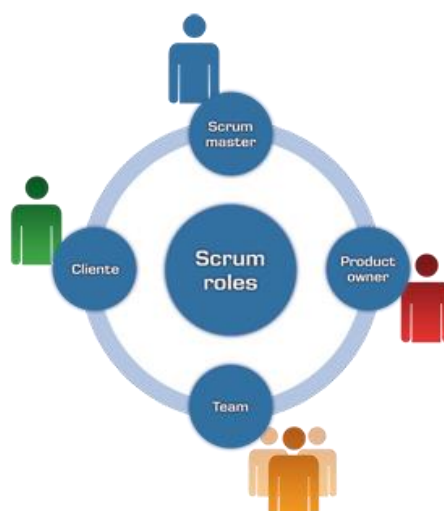 Scrum
master
Cliente
Scrum
roles
Product
owner
Team